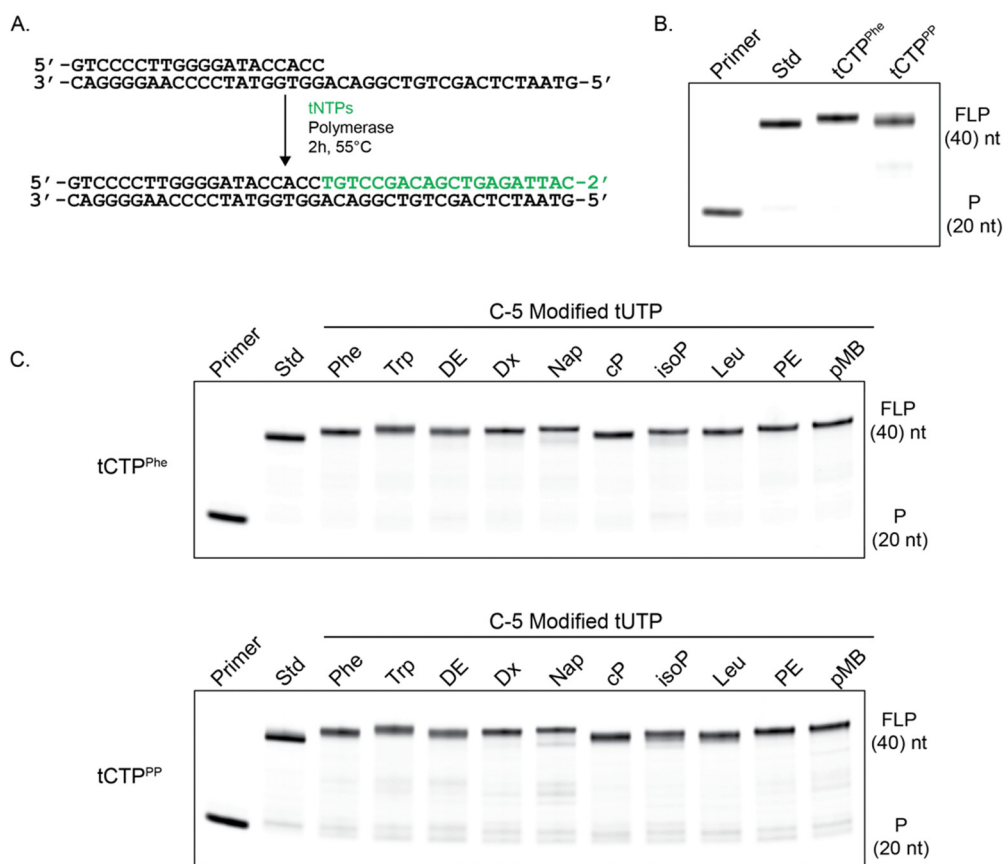 A.
5′-GTCCCCTTGGGGATACCACC
3′-CAGGGGAACCCCTATGGTGGACAGGCTGTCGACTCTAATG-5′
tNTPs
Polymerase
2h, 55°C
5′-GTCCCCTTGGGGATACCACCTGTCCGACAGCTGAGATTAC-2′
3′-CAGGGGAACCCCTATGGTGGACAGGCTGTCGACTCTAATG-5′
B.
Primer Std tCTPPhe tCTPPP
FLP
(40) nt
P
(20 nt)
C.
C-5 Modified tUTP
Primer Std Phe Trp DE Dx Nap cP isoP Leu PE pMB
tCTPPhe
FLP
(40) nt
P
(20 nt)
C-5 Modified tUTP
Primer Std Phe Trp DE Dx Nap cP isoP Leu PE pMB
tCTPPP
FLP
(40) nt
P
(20 nt)